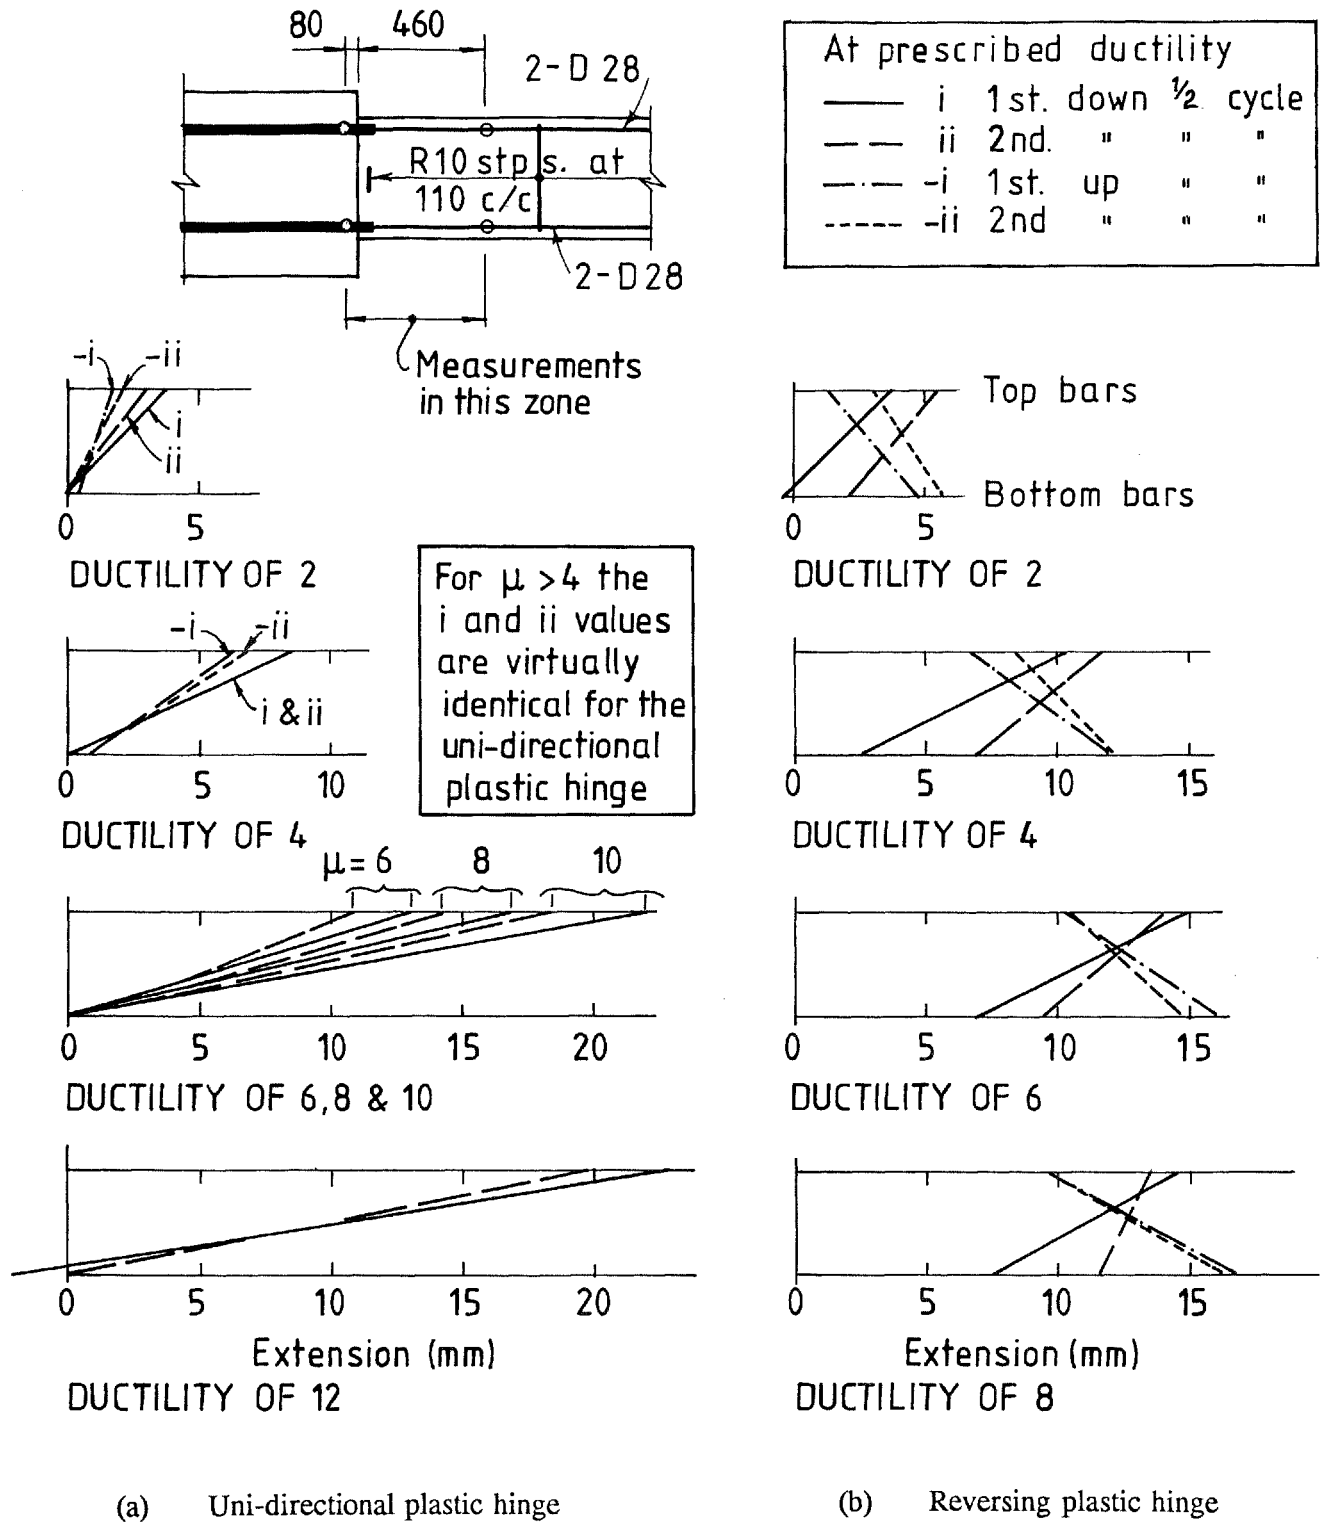 80 460
2-D 28
R10 stps. at
110 c/c
2-D28
Measurements
in this zone
At prescribed ductility
i 1st. down ½ cycle
ii 2nd. " " "
-i 1st. up " "
-ii 2nd " " "
-i -ii
i
ii
0 5
DUCTILITY OF 2
Top bars
Bottom bars
0 5
DUCTILITY OF 2
For μ >4 the
i and ii values
are virtually
identical for the
uni-directional
plastic hinge
-i -ii
i & ii
0 5 10
DUCTILITY OF 4
0 5 10 15
DUCTILITY OF 4
μ= 6 8 10
0 5 10 15 20
DUCTILITY OF 6,8 & 10
0 5 10 15
DUCTILITY OF 6
0 5 10 15 20
Extension (mm)
DUCTILITY OF 12
0 5 10 15
Extension (mm)
DUCTILITY OF 8
(a) Uni-directional plastic hinge
(b) Reversing plastic hinge